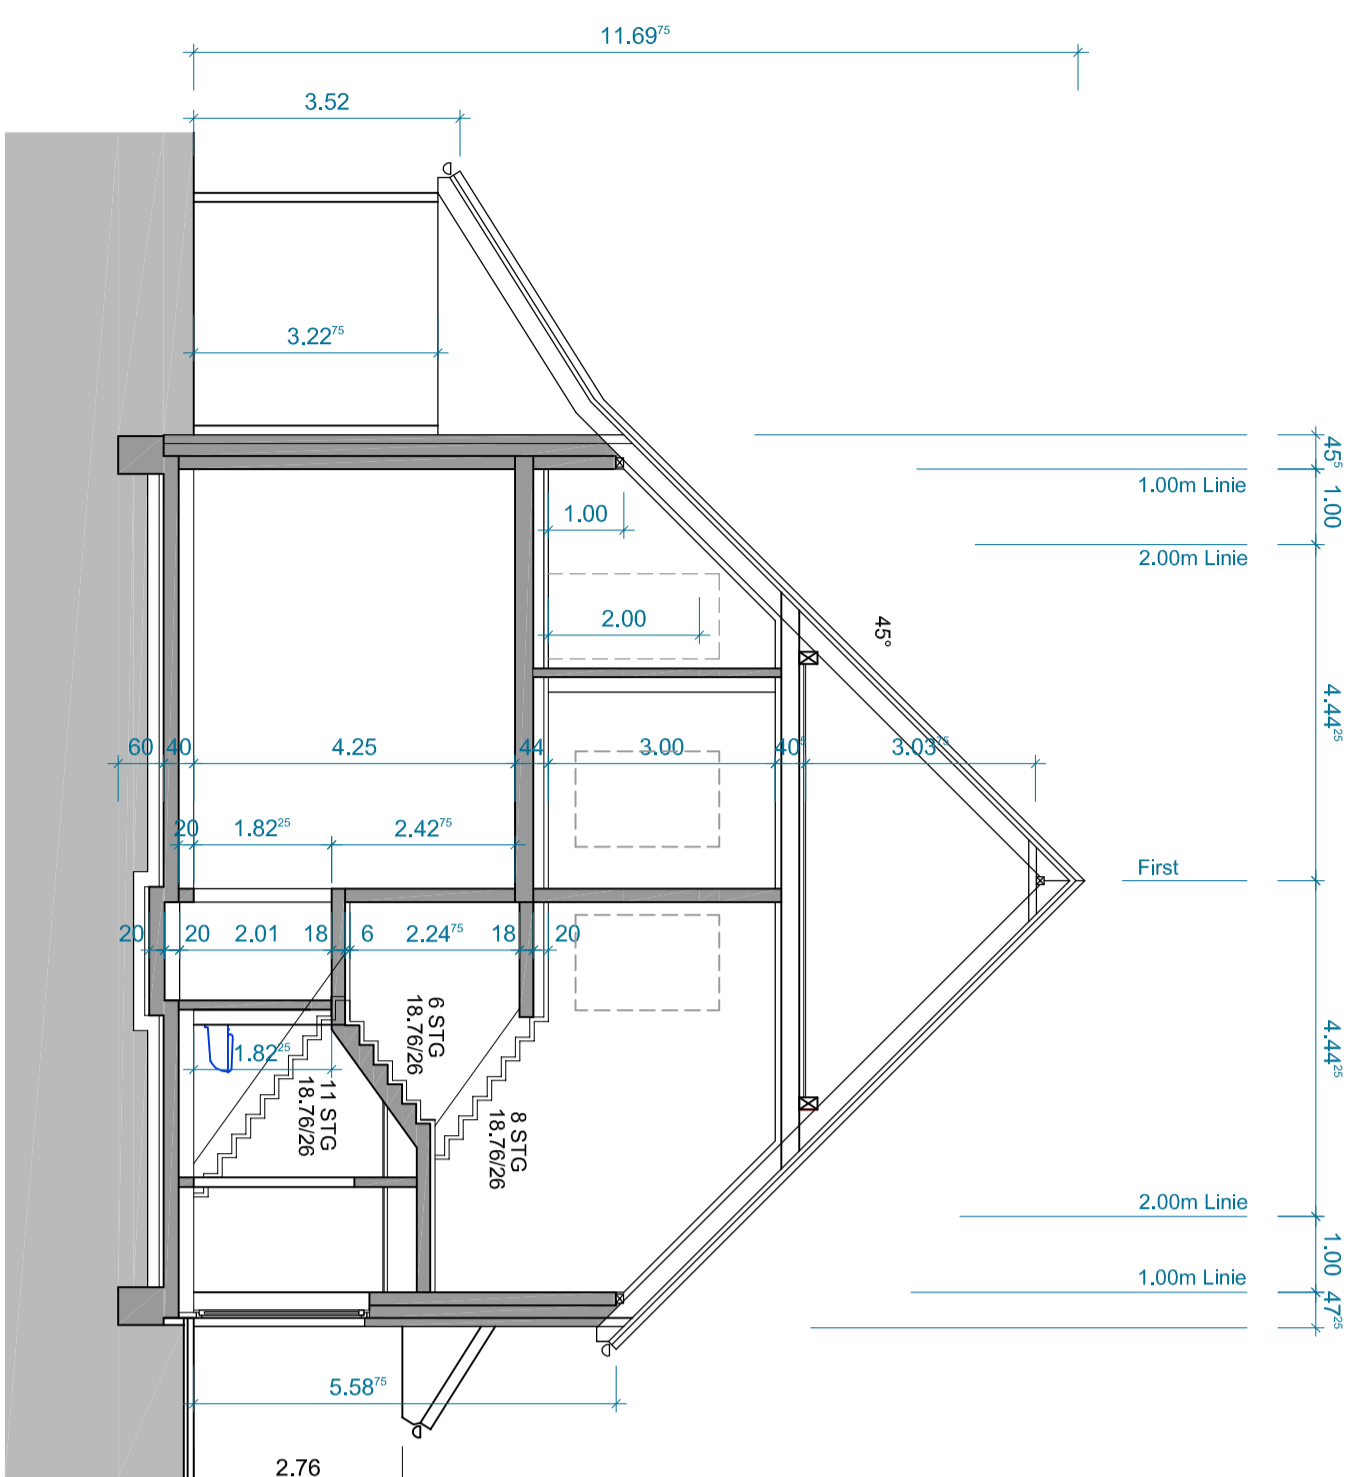 11.69⁷⁵
3.52
3.22⁷⁵
45⁵
1.00m Linie
1.00
1.00
2.00m Linie
2.00
45°
4.44²⁵
60 40 4.25 44 3.00 40⁵ 3.03⁷⁵
20 1.82²⁵ 2.42⁷⁵
First
20 20 2.01 18 6 2.24⁷⁵ 18 20
6 STG
18.76/26
1.82²⁵
4.44²⁵
11 STG
18.76/26
8 STG
18.76/26
2.00m Linie
1.00
1.00m Linie
47²⁵
5.58⁷⁵
2.76